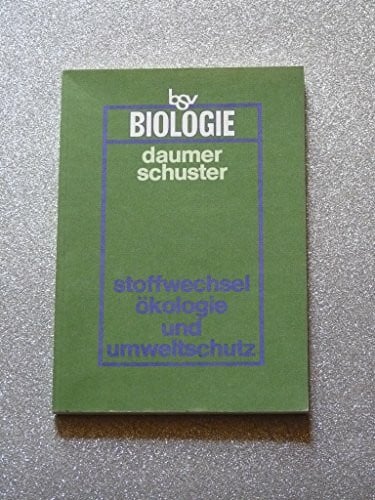 bsv
BIOLOGIE
daumer
schuster
stoffwechsel
ökologie
und
umweltschutz